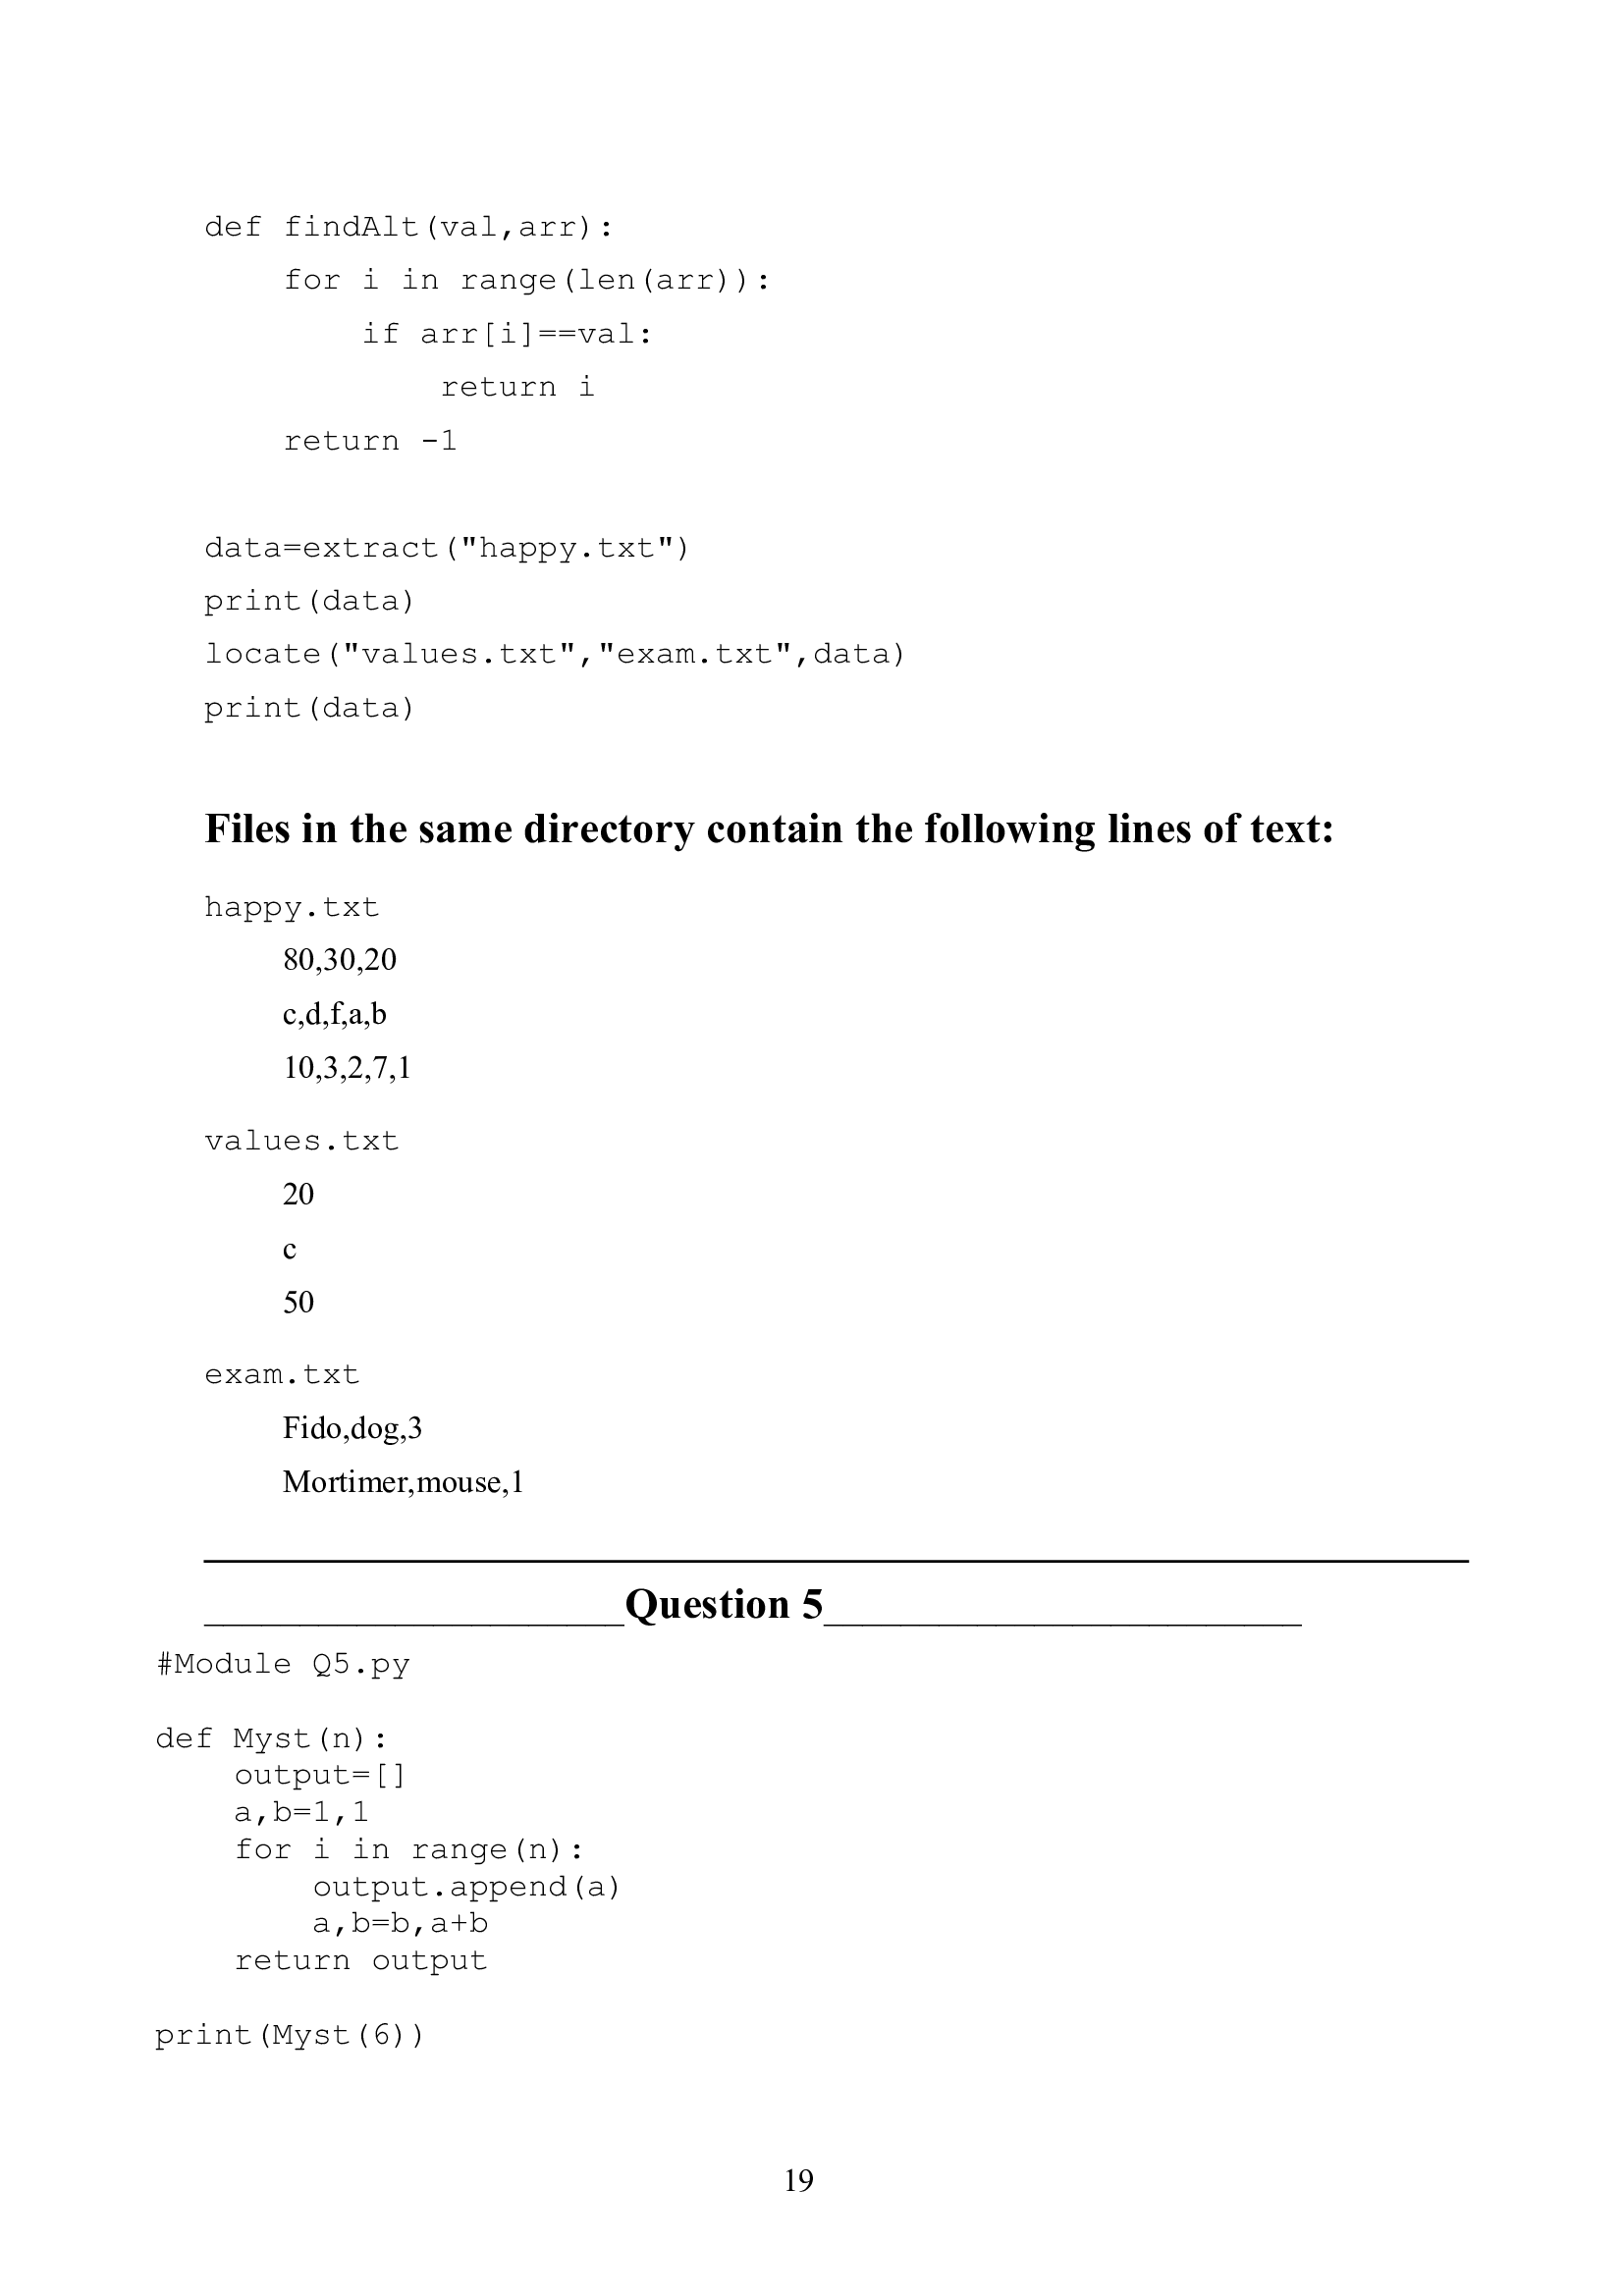 def findAlt(val,arr):
    for i in range(len(arr)):
        if arr[i]==val:
            return i
    return -1
data=extract("happy.txt")
print(data)
locate("values.txt","exam.txt",data)
print(data)
Files in the same directory contain the following lines of text:
happy.txt
80,30,20
c,d,f,a,b
10,3,2,7,1
values.txt
20
c
50
exam.txt
Fido,dog,3
Mortimer,mouse,1
____________________Question 5_______________________
#Module Q5.py
def Myst(n):
    output=[]
    a,b=1,1
    for i in range(n):
        output.append(a)
        a,b=b,a+b
    return output
print(Myst(6))
19